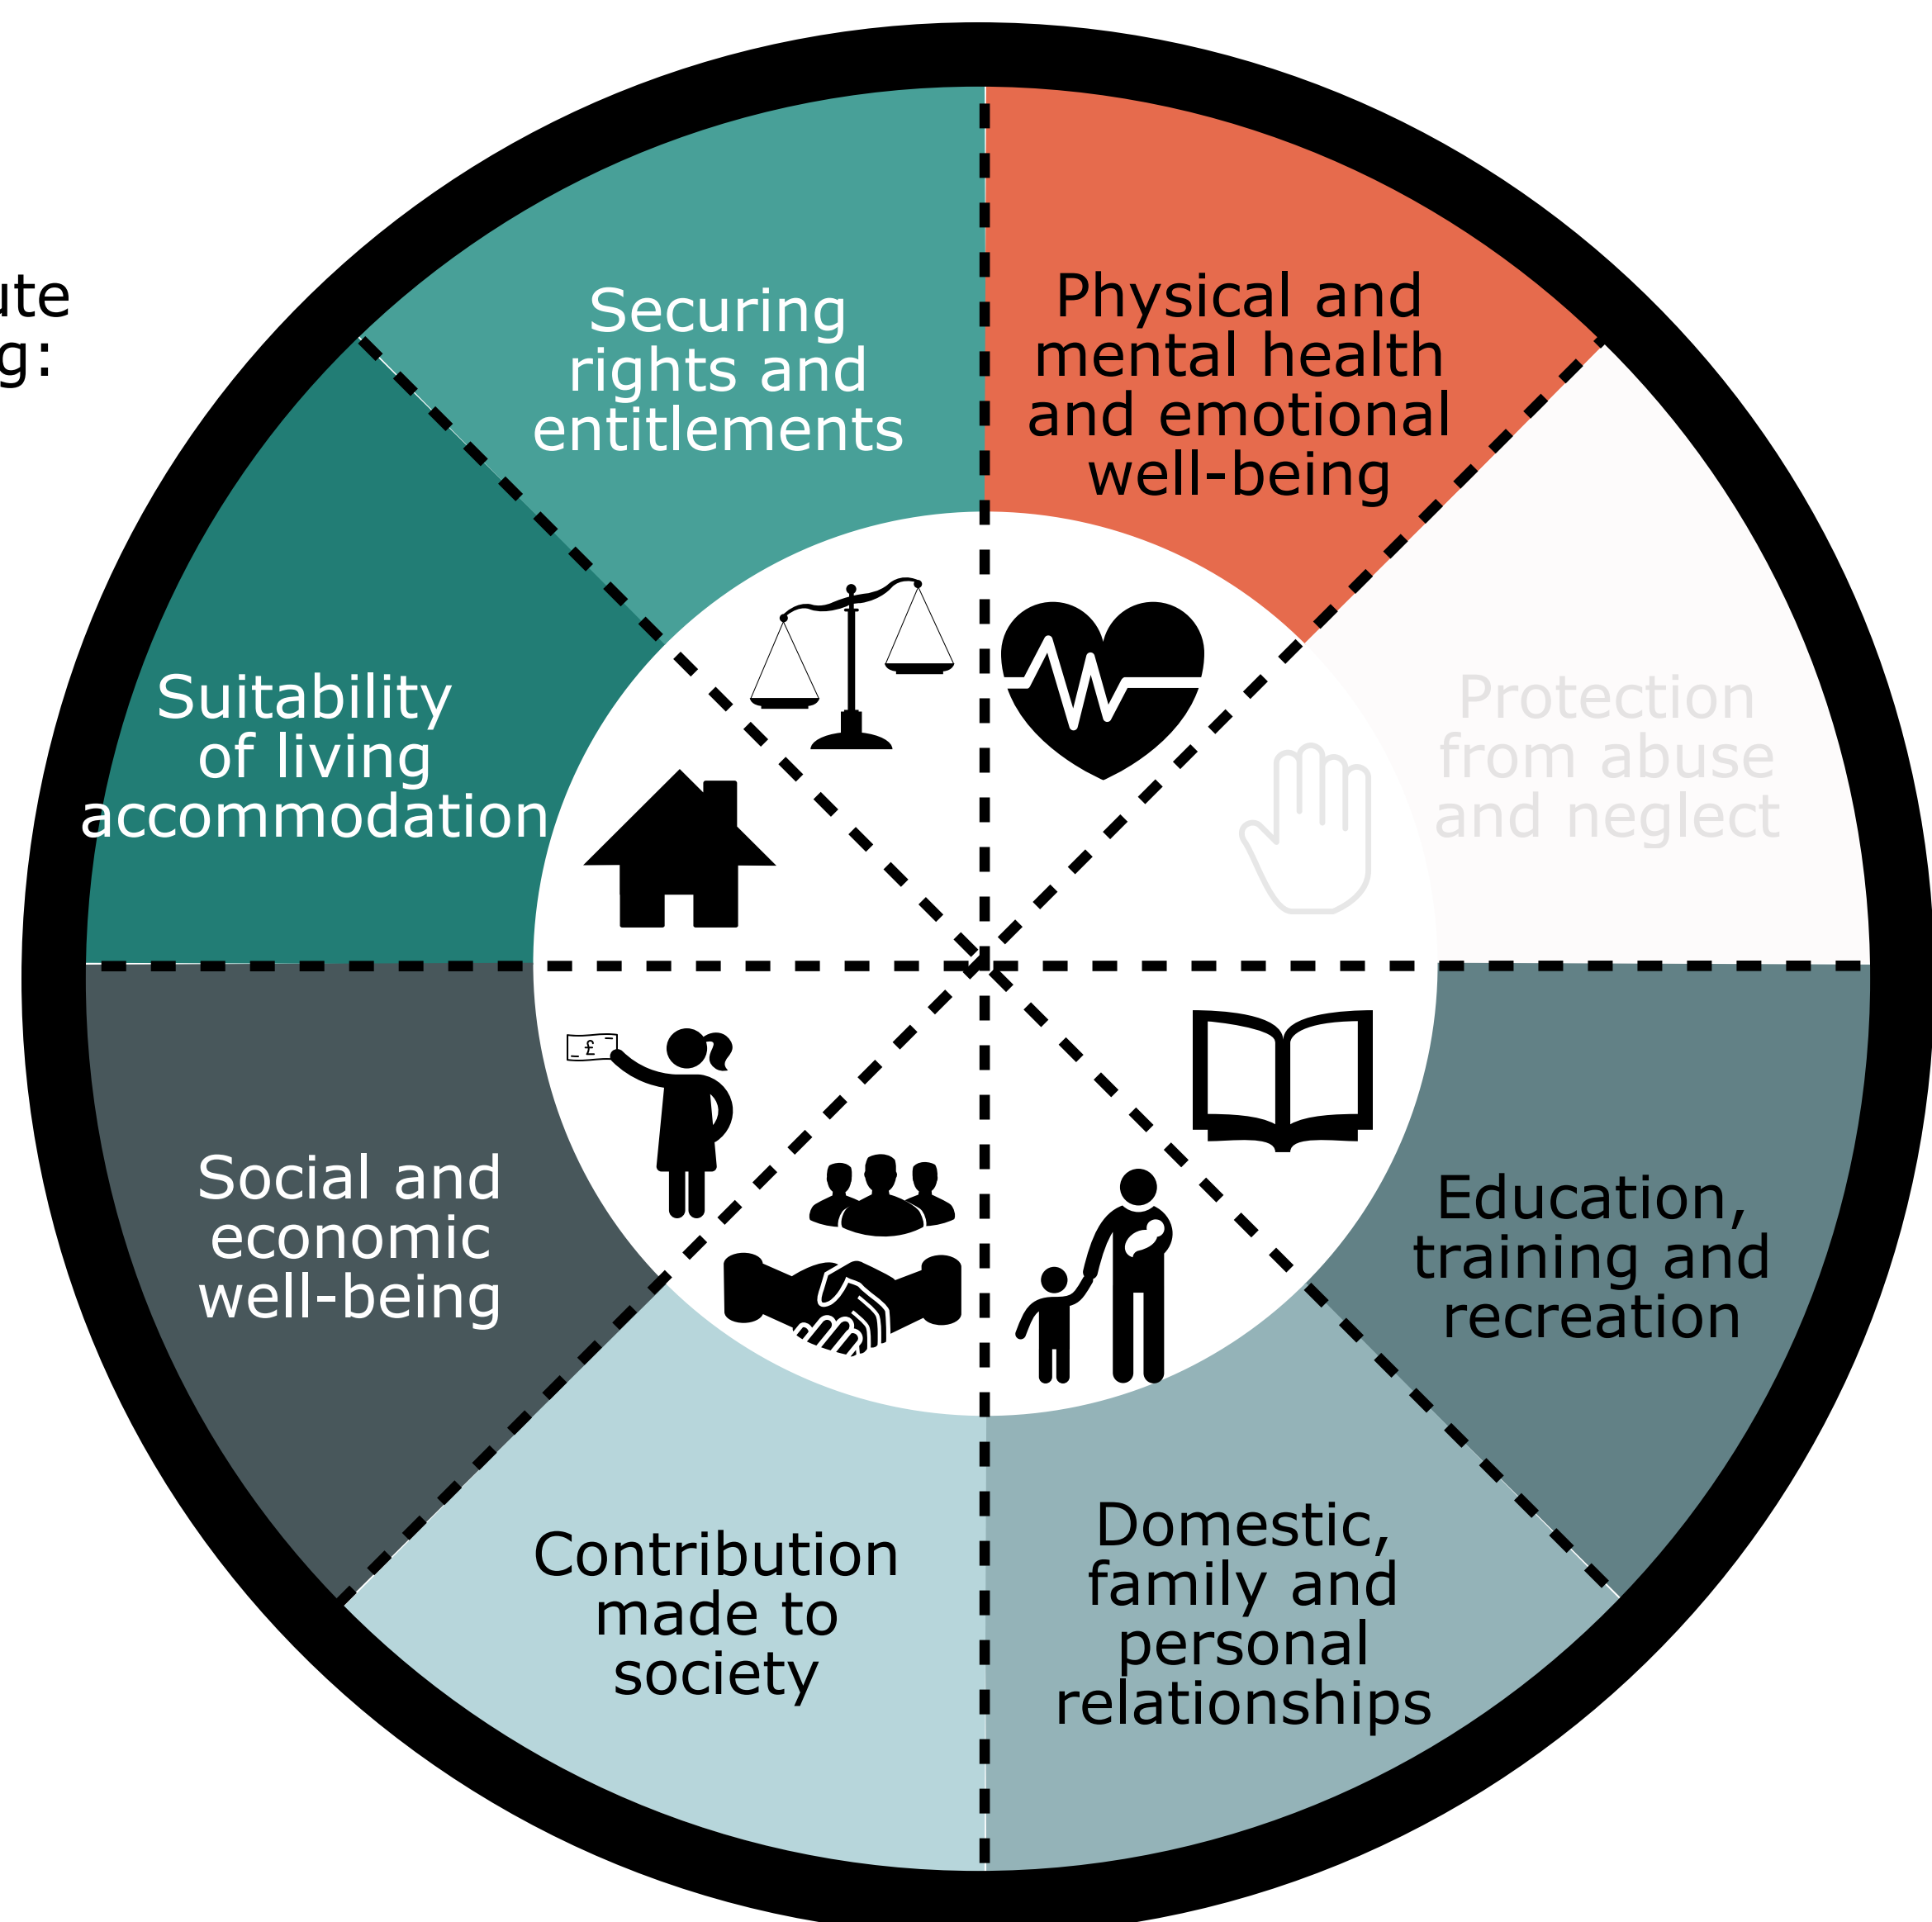 ute
g:
Securing
rights and
entitlements
Physical and
mental health
and emotional
well-being
Suitability
of living
accommodation
Protection
from abuse
and neglect
£
Social and
economic
well-being
Education,
training and
recreation
Contribution
made to
society
Domestic,
family and
personal
relationships